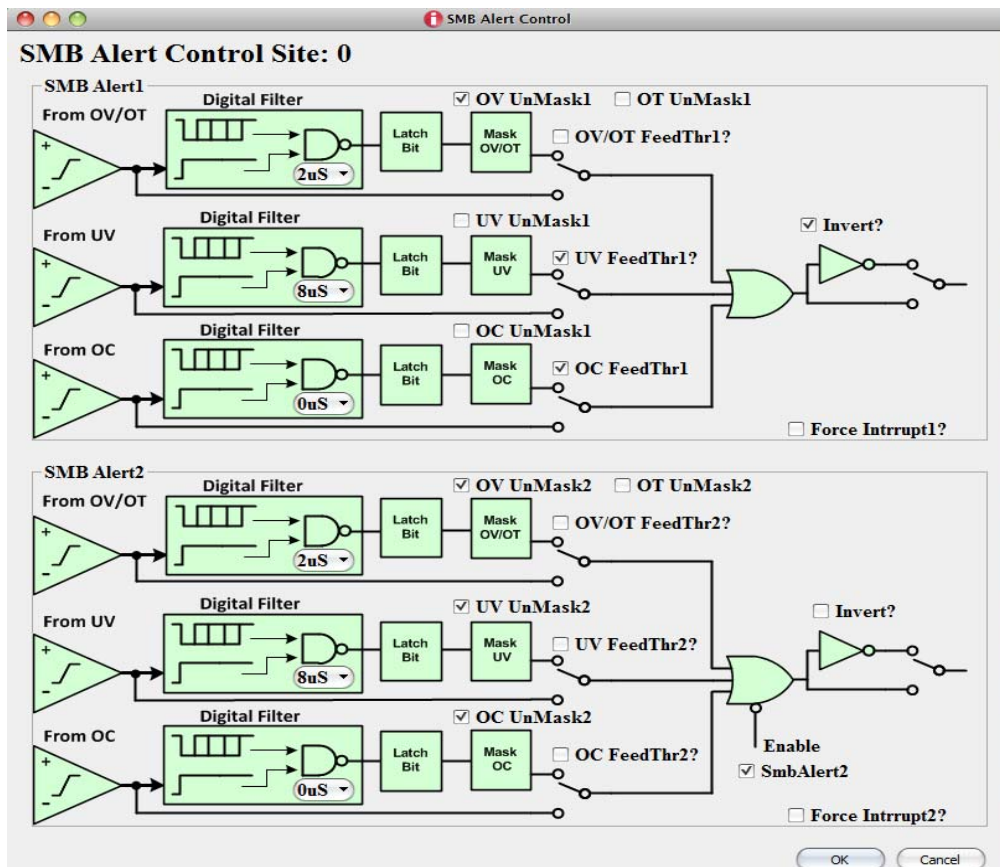 SMB Alert Control
SMB Alert Control Site: 0
SMB Alert1
From OV/OT
Digital Filter
2uS
Latch Bit
Mask OV/OT
OV UnMask1
OT UnMask1
OV/OT FeedThr1?
From UV
Digital Filter
8uS
Latch Bit
Mask UV
UV UnMask1
UV FeedThr1?
Invert?
From OC
Digital Filter
0uS
Latch Bit
Mask OC
OC UnMask1
OC FeedThr1
Force Intrrupt1?
SMB Alert2
From OV/OT
Digital Filter
2uS
Latch Bit
Mask OV/OT
OV UnMask2
OT UnMask2
OV/OT FeedThr2?
From UV
Digital Filter
8uS
Latch Bit
Mask UV
UV UnMask2
UV FeedThr2?
Invert?
From OC
Digital Filter
0uS
Latch Bit
Mask OC
OC UnMask2
OC FeedThr2?
Enable
SmbAlert2
Force Intrrupt2?
OK
Cancel